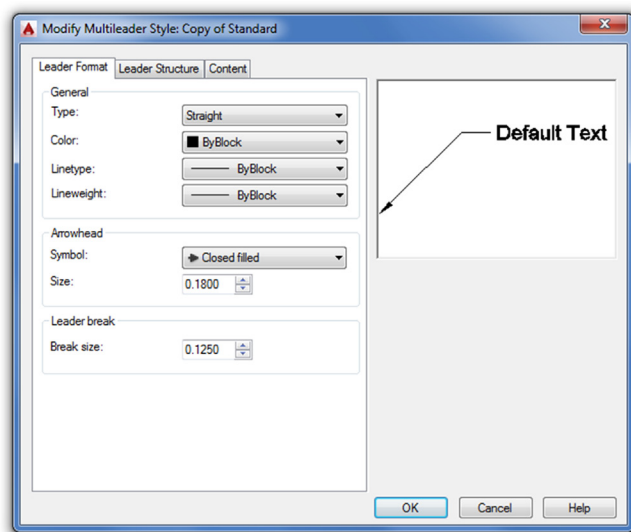 Modify Multileader Style: Copy of Standard
Leader Format Leader Structure Content
General
Type: Straight
Color: ByBlock
Linetype: ByBlock
Lineweight: ByBlock
Arrowhead
Symbol: Closed filled
Size: 0.1800
Leader break
Break size: 0.1250
Default Text
OK Cancel Help